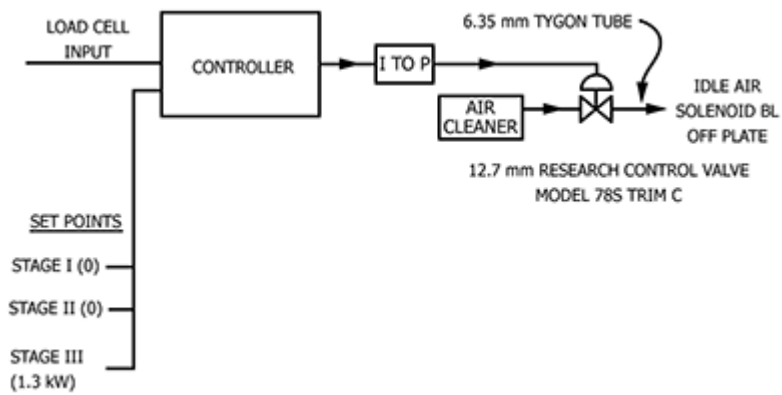 LOAD CELL
INPUT
CONTROLLER
I TO P
6.35 mm TYGON TUBE
AIR
CLEANER
IDLE AIR
SOLENOID BL
OFF PLATE
12.7 mm RESEARCH CONTROL VALVE
MODEL 78S TRIM C
SET POINTS
STAGE I (0)
STAGE II (0)
STAGE III
(1.3 kW)